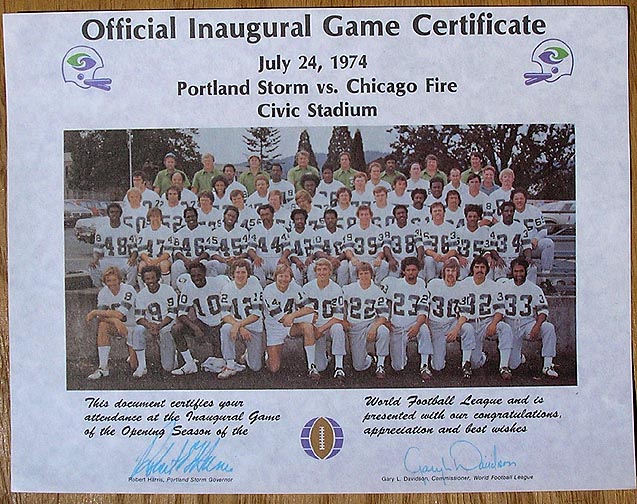 Official Inaugural Game Certificate
July 24, 1974
Portland Storm vs. Chicago Fire
Civic Stadium
This document certifies your
attendance at the Inaugural Game
of the Opening Season of the
World Football League and is
presented with our congratulations,
appreciation and best wishes
Robert Harris, Portland Storm Governor
Gary L. Davidson
Gary L. Davidson, Commissioner, World Football League